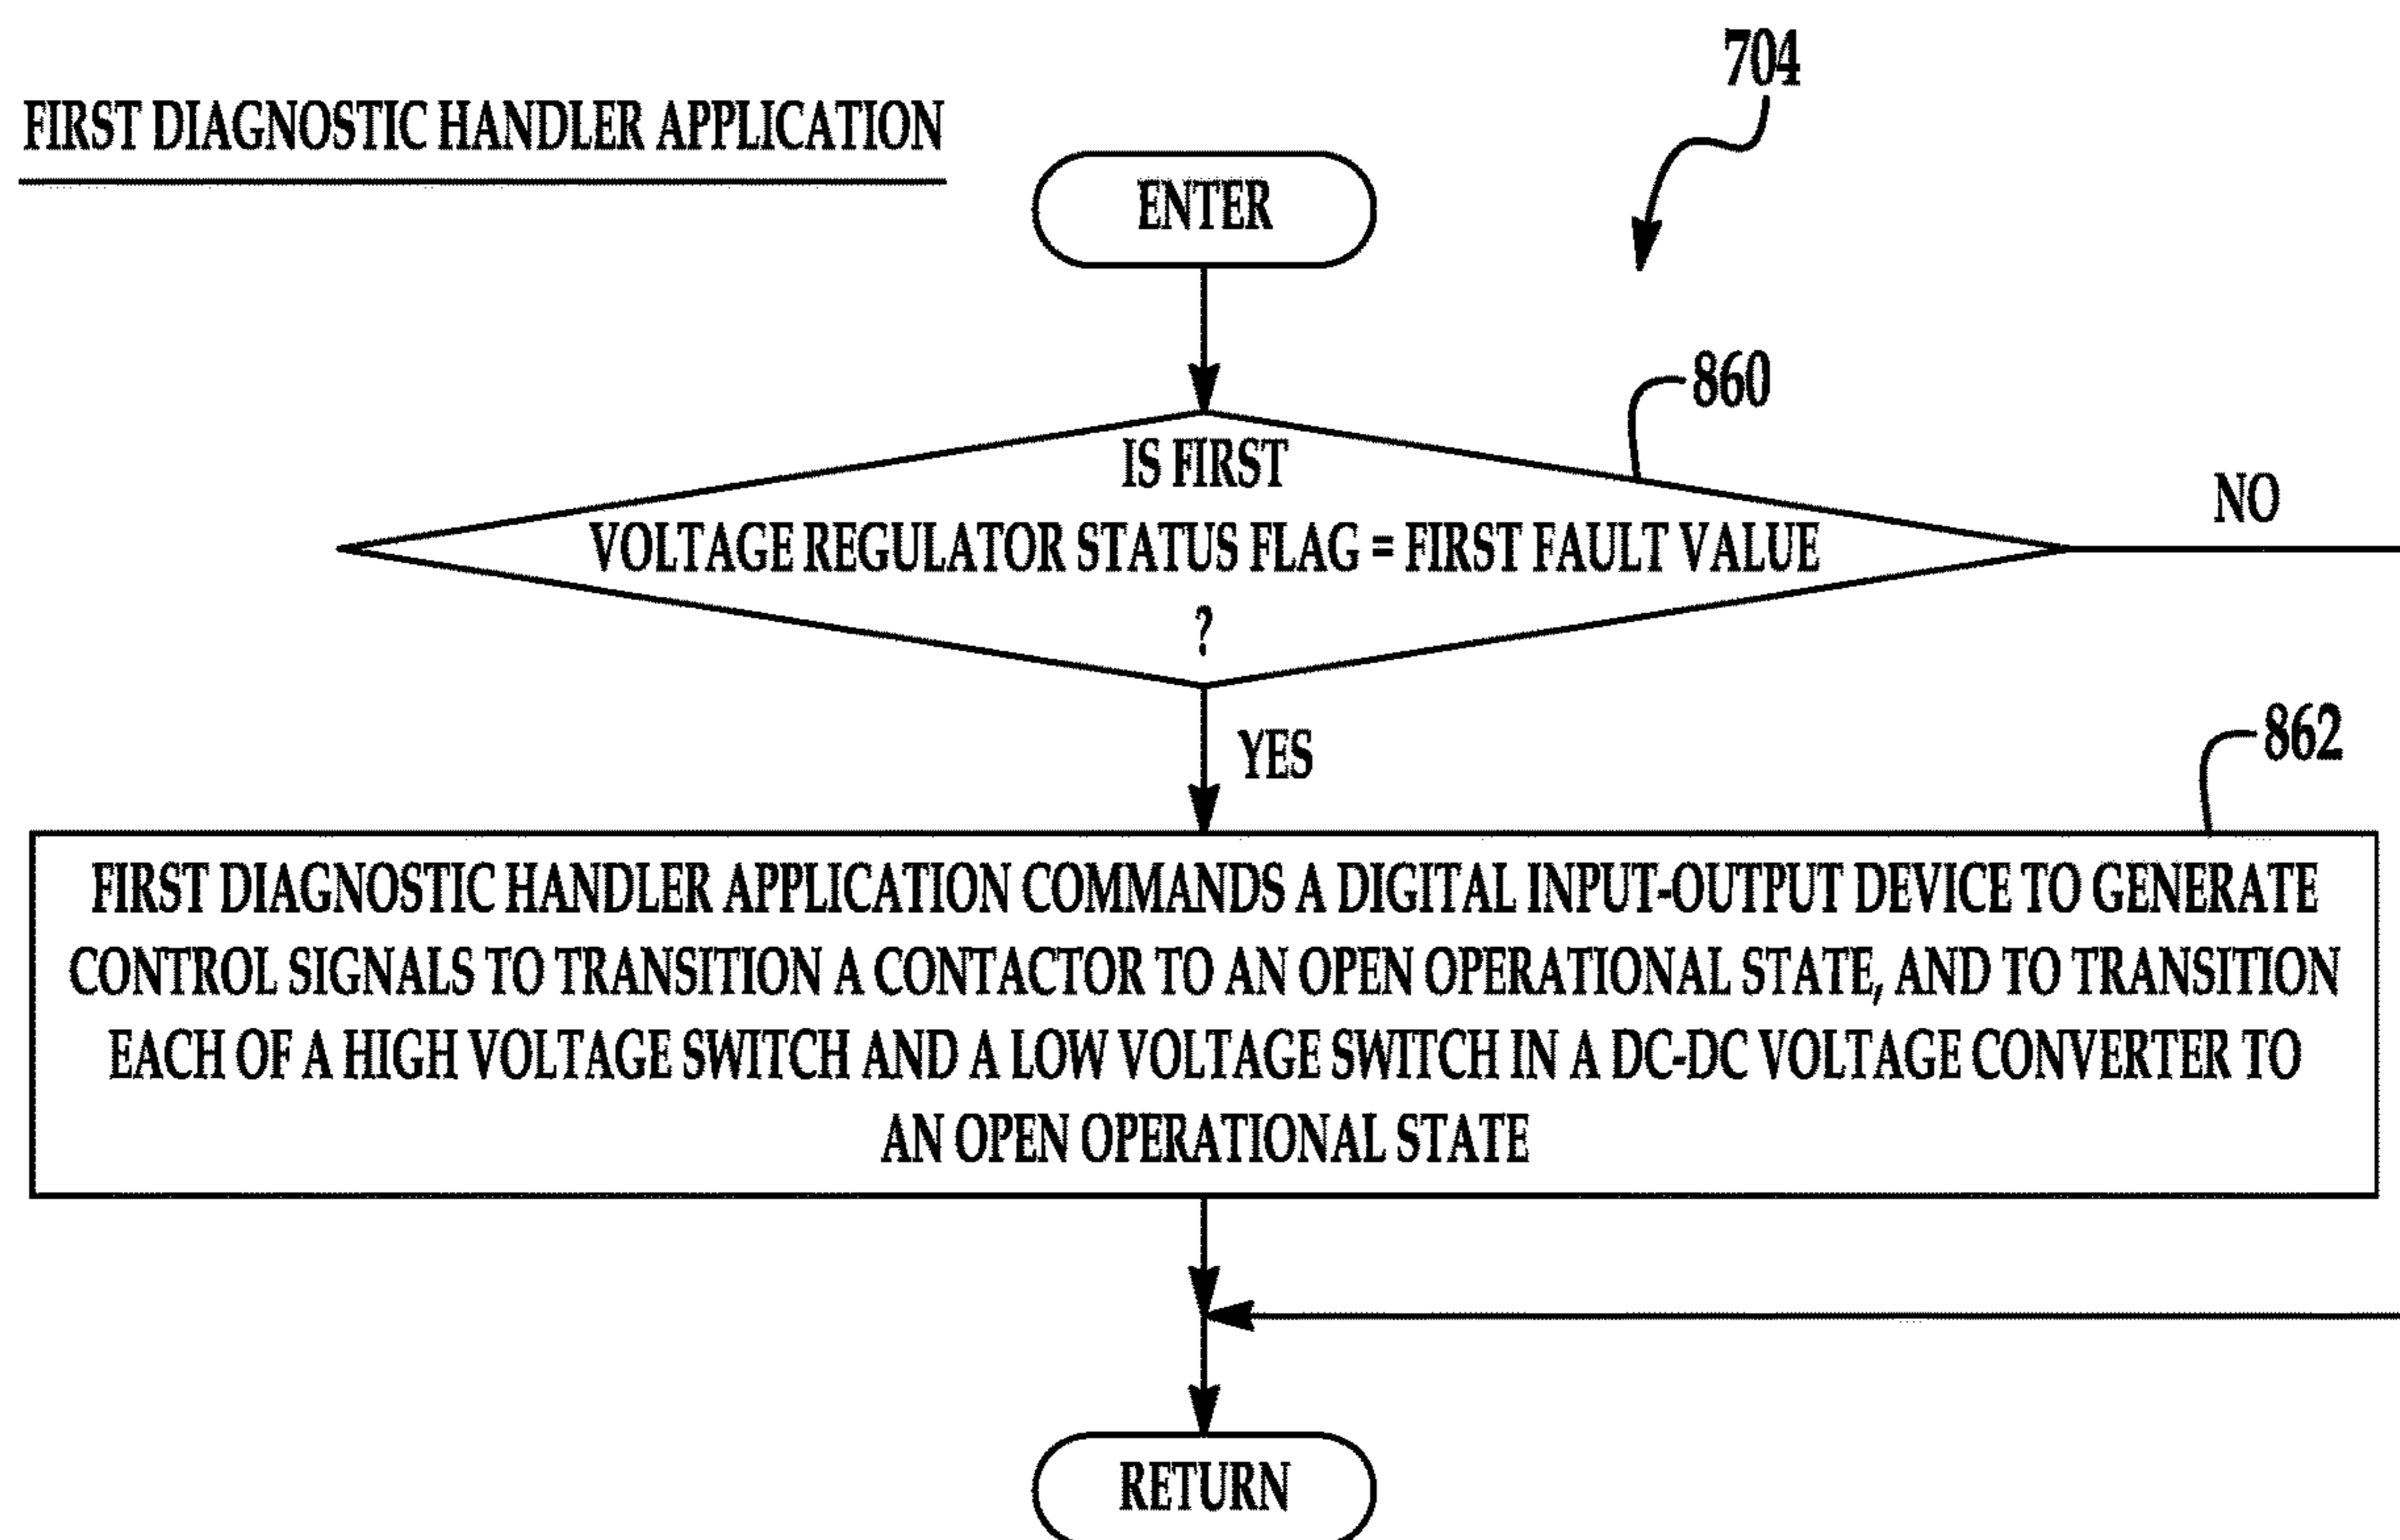 704
FIRST DIAGNOSTIC HANDLER APPLICATION
ENTER
860
IS FIRST
VOLTAGE REGULATOR STATUS FLAG = FIRST FAULT VALUE
?
NO
YES
862
FIRST DIAGNOSTIC HANDLER APPLICATION COMMANDS A DIGITAL INPUT-OUTPUT DEVICE TO GENERATE
CONTROL SIGNALS TO TRANSITION A CONTACTOR TO AN OPEN OPERATIONAL STATE, AND TO TRANSITION
EACH OF A HIGH VOLTAGE SWITCH AND A LOW VOLTAGE SWITCH IN A DC-DC VOLTAGE CONVERTER TO
AN OPEN OPERATIONAL STATE
RETURN